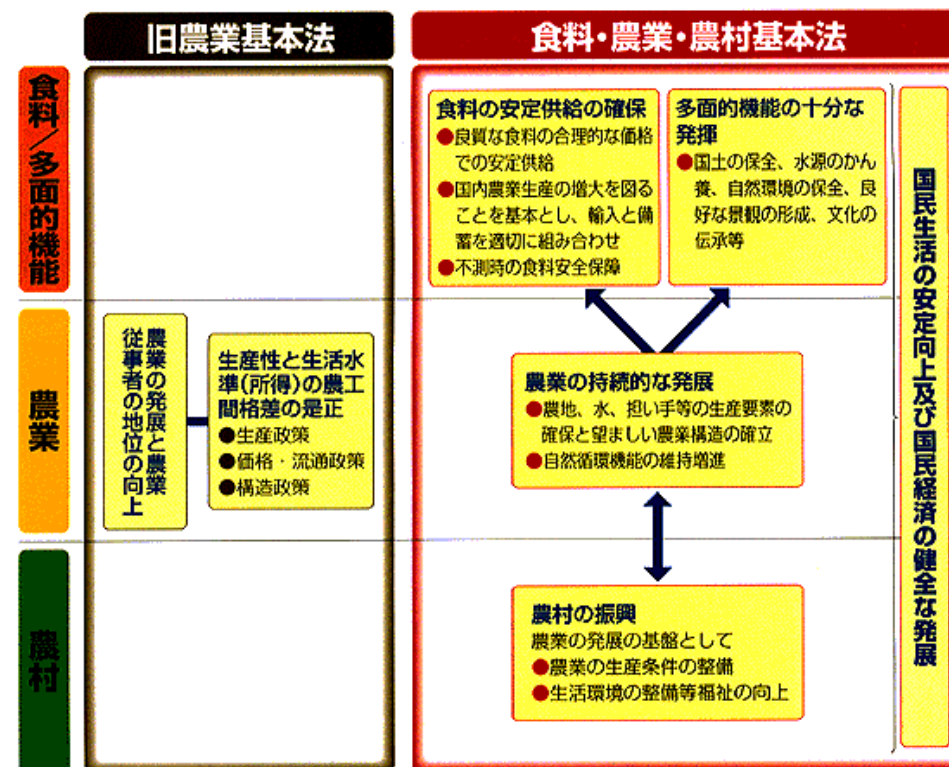 旧農業基本法
食料・農業・農村基本法
食料／多面的機能
食料の安定供給の確保
●良質な食料の合理的な価格
での安定供給
●国内農業生産の増大を図る
ことを基本とし、輸入と備
蓄を適切に組み合わせ
●不測時の食料安全保障
多面的機能の十分な
発揮
●国土の保全、水源のかん
養、自然環境の保全、良
好な景観の形成、文化の
伝承等
農業
農業の発展と農業
従事者の地位の向上
生産性と生活水
準(所得)の農工
間格差の是正
●生産政策
●価格・流通政策
●構造政策
農業の持続的な発展
●農地、水、担い手等の生産要素の
確保と望ましい農業構造の確立
●自然循環機能の維持増進
農村
農村の振興
農業の発展の基盤として
●農業の生産条件の整備
●生活環境の整備等福祉の向上
国民生活の安定向上及び国民経済の健全な発展